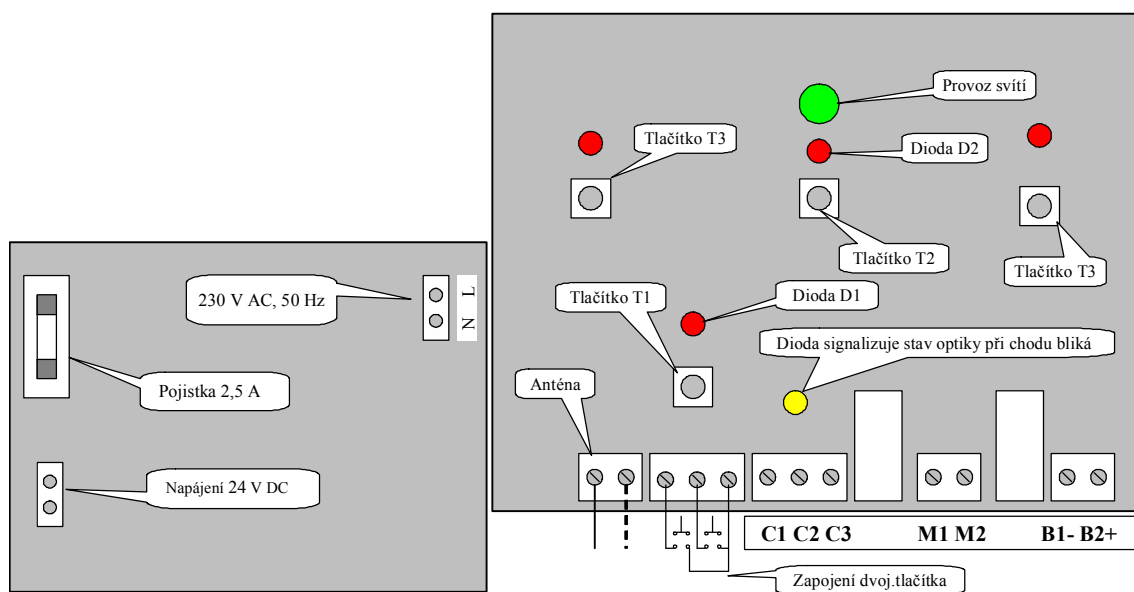 Provoz svítí
Tlačítko T3
Dioda D2
Tlačítko T2
Tlačítko T3
230 V AC, 50 Hz
N L
Tlačítko T1
Dioda D1
Dioda signalizuje stav optiky při chodu bliká
Pojistka 2,5 A
Anténa
Napájení 24 V DC
C1 C2 C3 M1 M2 B1- B2+
Zapojení dvoj.tlačítka